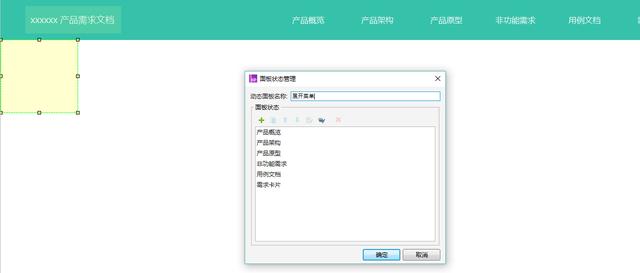 xxxxxx 产品需求文档
产品概览 产品架构 产品原型 非功能需求 用例文档
面板状态管理
动态面板名称: 展开菜单
面板状态
产品概览
产品架构
产品原型
非功能需求
用例文档
需求卡片
确定 取消